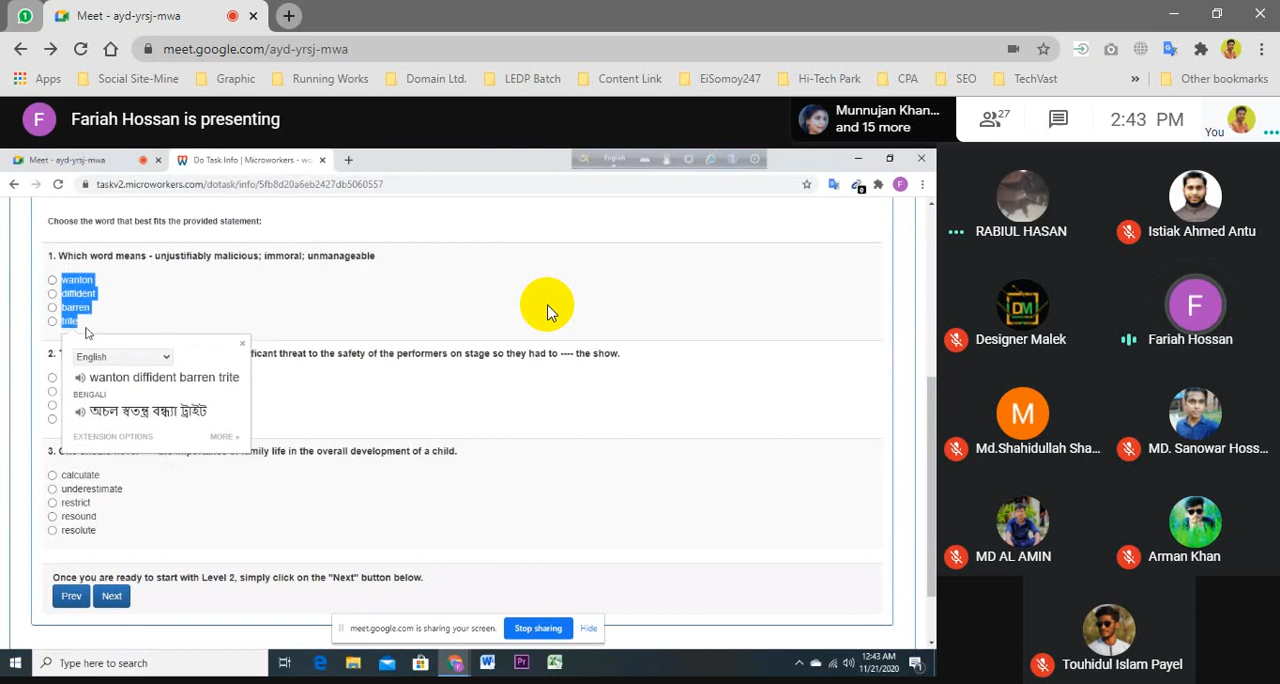 Meet - ayd-yrsj-mwa
meet.google.com/ayd-yrsj-mwa
Apps Social Site-Mine Graphic Running Works Domain Ltd. LEDP Batch Content Link EiSomoy247 Hi-Tech Park CPA SEO TechVast » Other bookmarks
F Fariah Hossan is presenting
Munnujan Khan...
and 15 more
27
2:43 PM
You
Meet - ayd-yrsj-mwa
Do Task Info | Microworkers - wo
English
taskv2.microworkers.com/dotask/info/5fb8d20a6eb2427db5060557
F
Choose the word that best fits the provided statement:
1. Which word means - unjustifiably malicious; immoral; unmanageable
wanton
diffident
barren
trite
English
wanton diffident barren trite
BENGALI
অচল স্বতন্ত্র বন্ধ্যা ট্রাইট
EXTENSION OPTIONS MORE »
2. ficant threat to the safety of the performers on stage so they had to ---- the show.
family life in the overall development of a child.
calculate
underestimate
restrict
resound
resolute
Once you are ready to start with Level 2, simply click on the "Next" button below.
Prev Next
meet.google.com is sharing your screen. Stop sharing Hide
Type here to search
12:43 AM
11/21/2020
RABIUL HASAN
Istiak Ahmed Antu
DM
Designer Malek
F
Fariah Hossan
M
Md.Shahidullah Sha...
MD. Sanowar Hoss...
MD AL AMIN
Arman Khan
Touhidul Islam Payel